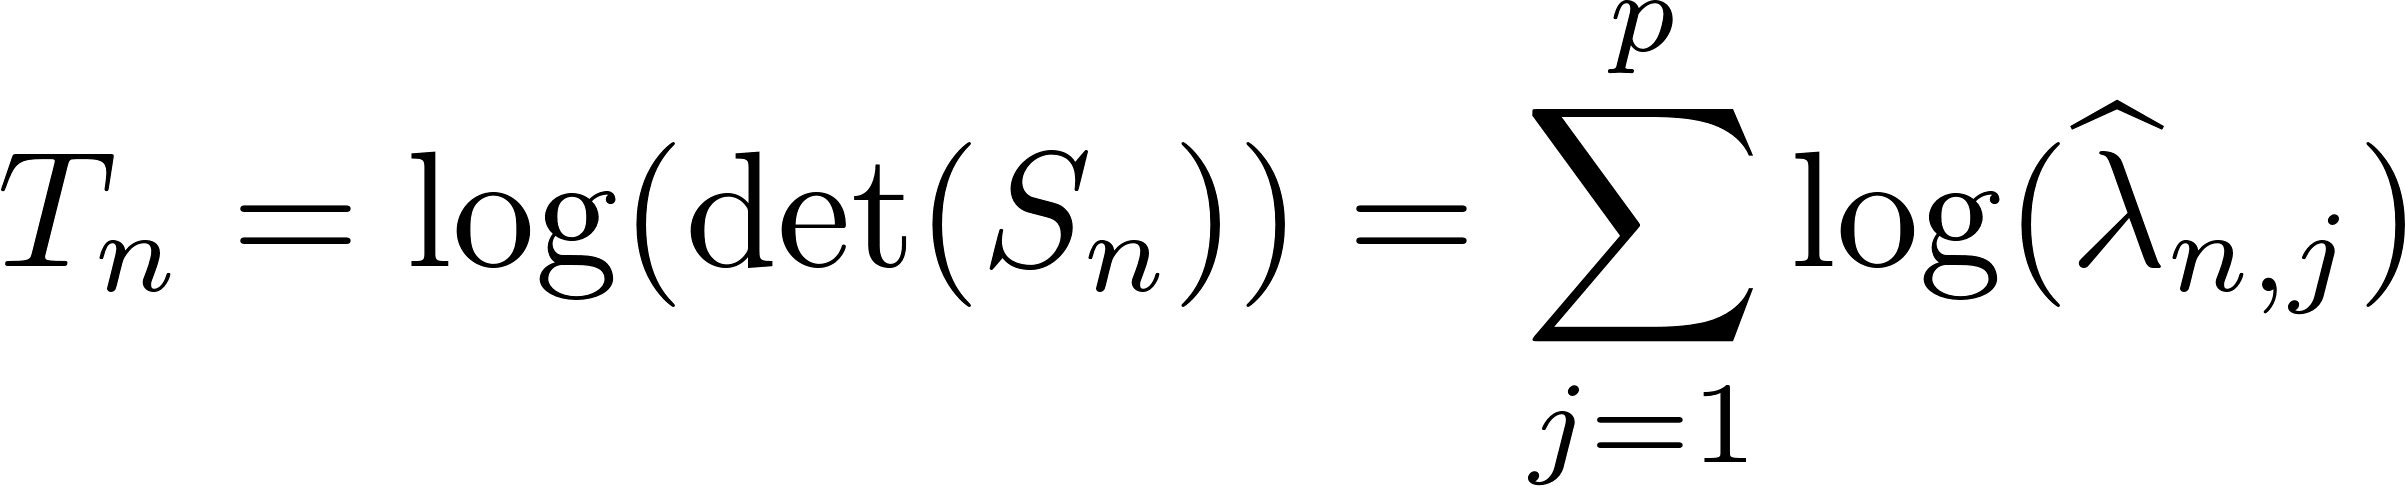 $T_n = \log(\det(S_n)) = \sum_{j=1}^{p} \log(\widehat{\lambda}_{n,j})$